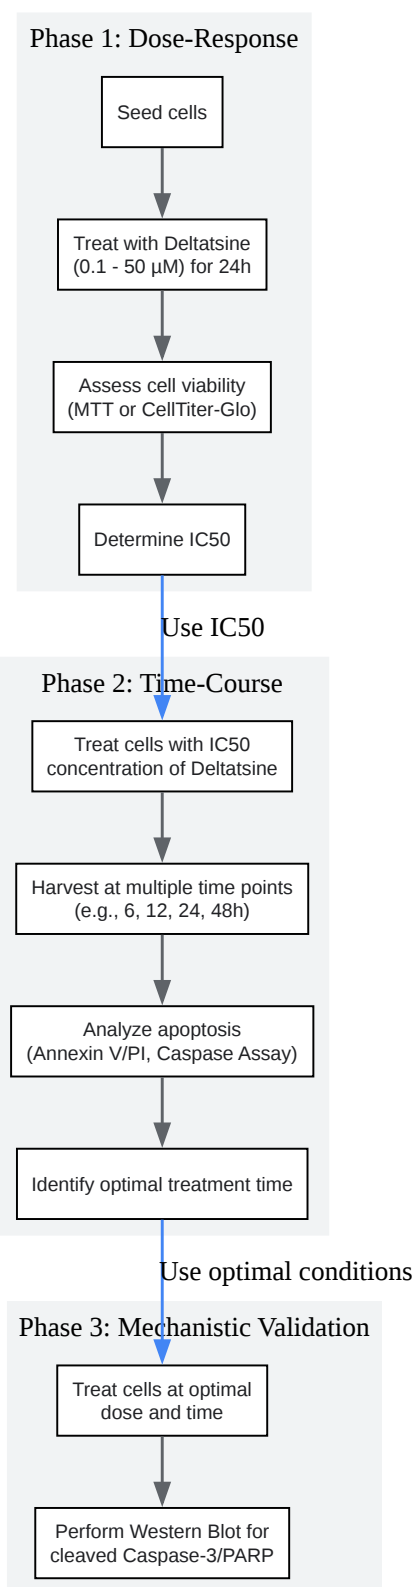 Phase 1: Dose-Response
Seed cells
Treat with Deltatsine
(0.1 - 50 µM) for 24h
Assess cell viability
(MTT or CellTiter-Glo)
Determine IC50
Use IC50
Phase 2: Time-Course
Treat cells with IC50
concentration of Deltatsine
Harvest at multiple time points
(e.g., 6, 12, 24, 48h)
Analyze apoptosis
(Annexin V/PI, Caspase Assay)
Identify optimal treatment time
Use optimal conditions
Phase 3: Mechanistic Validation
Treat cells at optimal
dose and time
Perform Western Blot for
cleaved Caspase-3/PARP